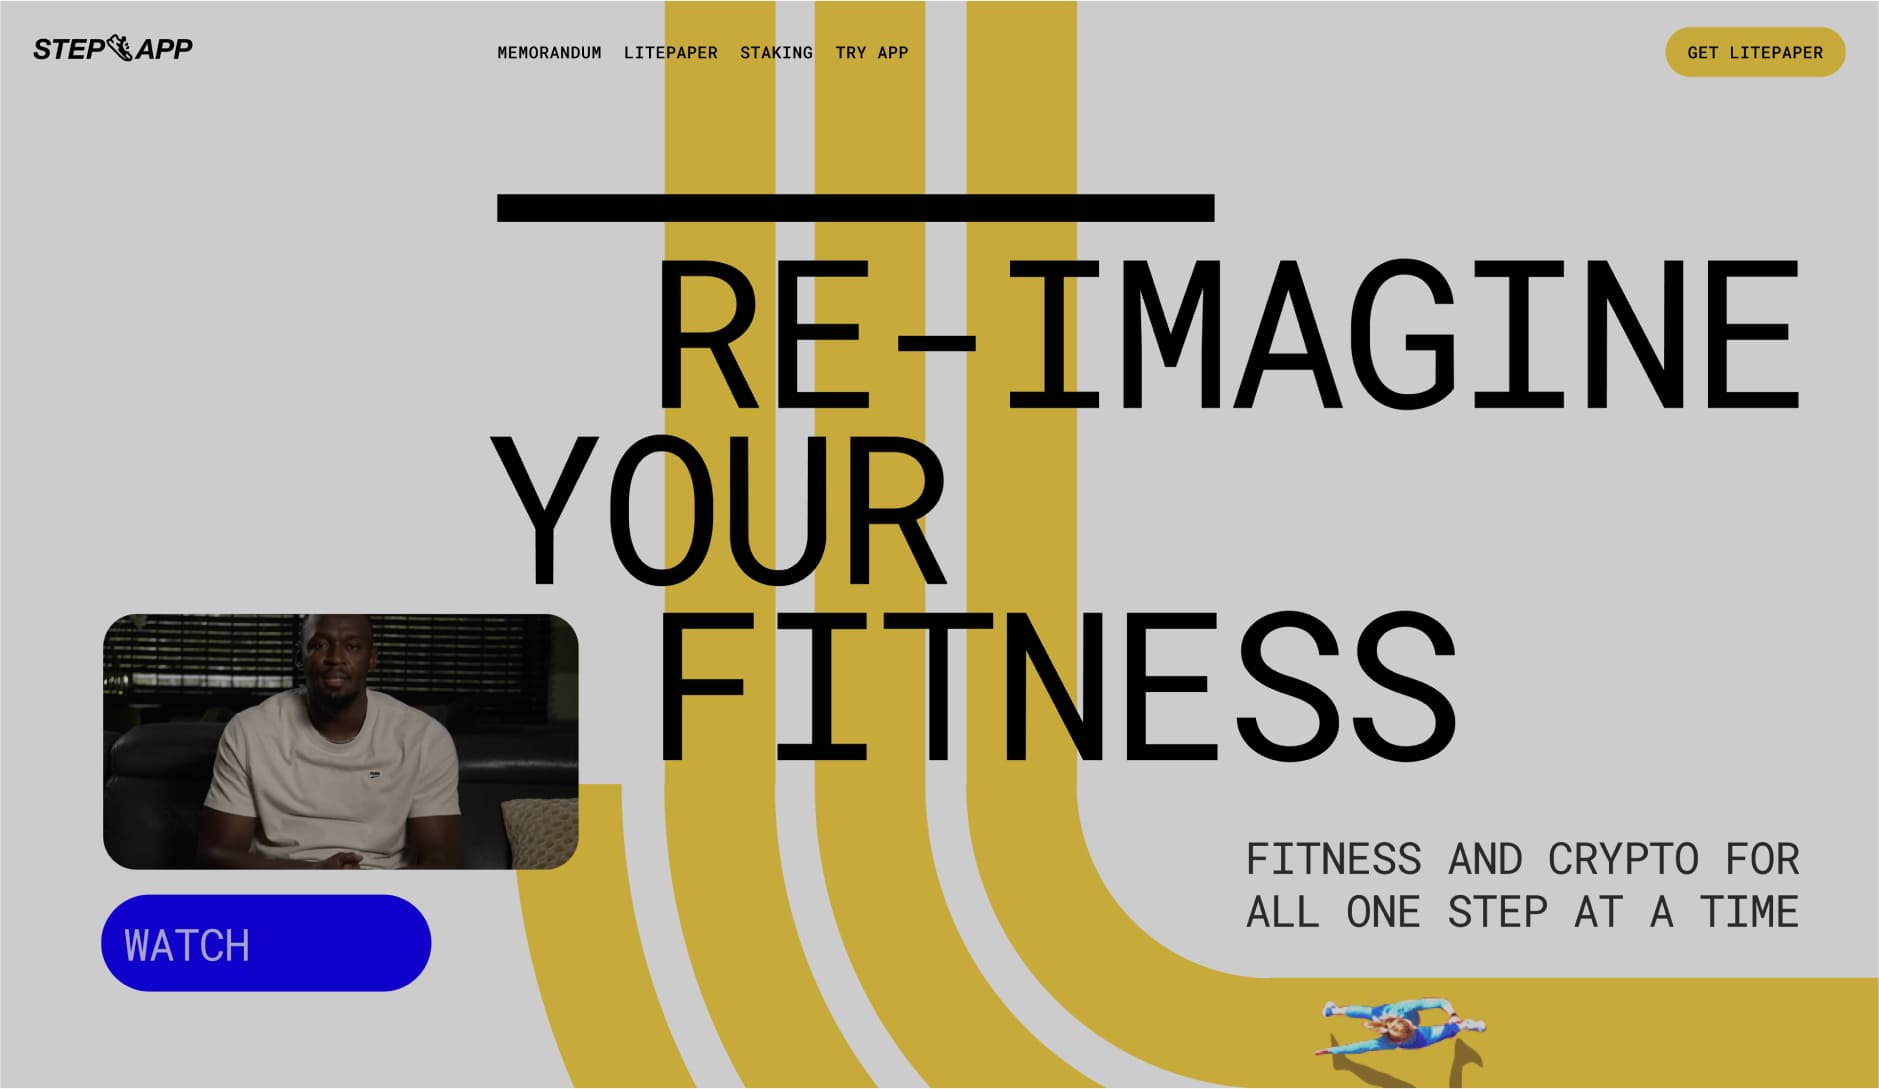 STEP APP
MEMORANDUM LITEPAPER STAKING TRY APP
GET LITEPAPER
RE-IMAGINE
YOUR
FITNESS
FITNESS AND CRYPTO FOR
ALL ONE STEP AT A TIME
WATCH